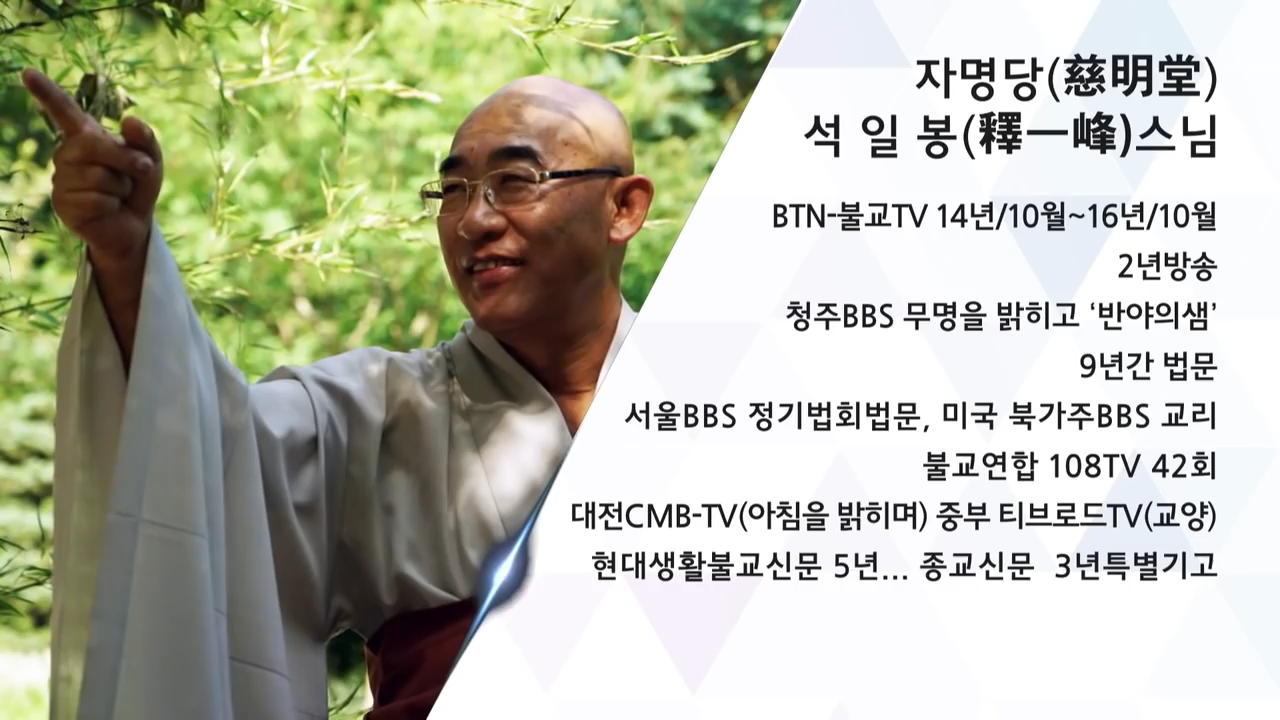 자명당(慈明堂)
석 일 봉(釋一峰)스님
BTN-불교TV 14년/10월~16년/10월
2년방송
청주BBS 무명을 밝히고 ‘반야의샘’
9년간 법문
서울BBS 정기법회법문, 미국 북가주BBS 교리
불교연합 108TV 42회
대전CMB-TV(아침을 밝히며) 중부 티브로드TV(교양)
현대생활불교신문 5년... 종교신문 3년특별기고